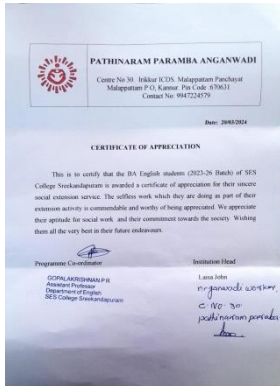 PATHINARAM PARAMBA ANGANWADI
Centre No 30. Irikkur ICDS. Malappattam Panchayat
Malappattam P O, Kannur. Pin Code :670631
Contact No: 9947224579
Date: 20/03/2024
CERTIFICATE OF APPRECIATION
This is to certify that the BA English students (2023-26 Batch) of SES
College Sreekandapuram is awarded a certificate of appreciation for their sincere
social extension service. The selfless work which they are doing as part of their
extension activity is commendable and worthy of being appreciated. We appreciate
their aptitude for social work and their commitment towards the society. Wishing
them all the very best in their future endeavours.
Programme Co-ordinator
Institution Head
GOPALAKRISHNAN P R
Assistant Professor
Department of English
SES College Sreekandapuram
Laisa John
Anganwadi worker,
C. No. 30
pathinaram paramba